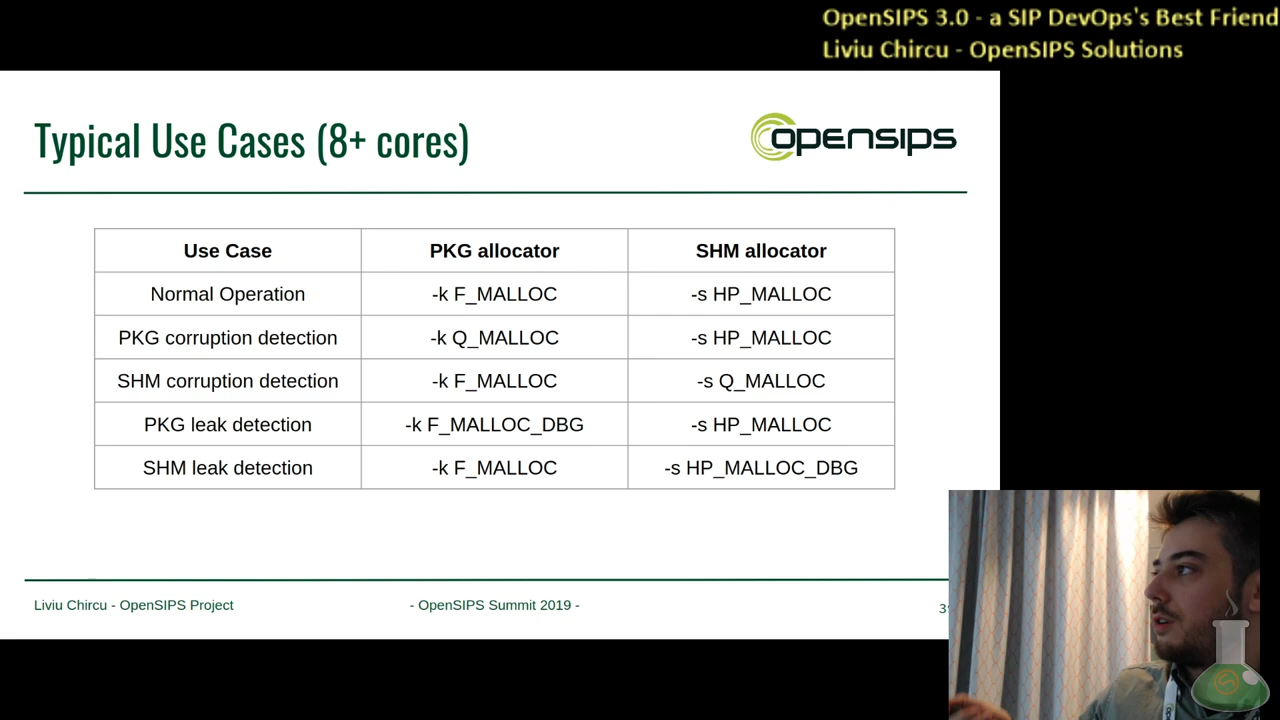 OpenSIPS 3.0 - a SIP DevOps's Best Friend
Liviu Chircu - OpenSIPS Solutions
Typical Use Cases (8+ cores)
opensips
Use Case PKG allocator SHM allocator
Normal Operation -k F_MALLOC -s HP_MALLOC
PKG corruption detection -k Q_MALLOC -s HP_MALLOC
SHM corruption detection -k F_MALLOC -s Q_MALLOC
PKG leak detection -k F_MALLOC_DBG -s HP_MALLOC
SHM leak detection -k F_MALLOC -s HP_MALLOC_DBG
Liviu Chircu - OpenSIPS Project - OpenSIPS Summit 2019 -